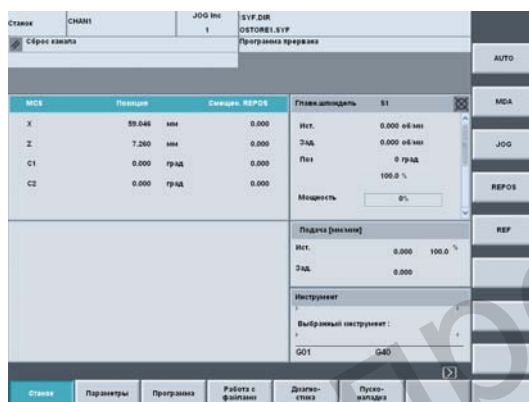 Станок CHAN1 JOG Inc 1 \SYF.DIR
OSTORE1.SYF
Сброс канала Программа прервана
AUTO
MCS Позиция Смещен. REPOS Главн.шпиндель S1
MDA
X 59.046 мм 0.000
Z 7.260 мм 0.000
C1 0.000 град 0.000
C2 0.000 град 0.000
Ист. 0.000 об/мин
Зад. 0.000 об/мин
Поз 0 град
100.0 %
Мощность 0%
JOG
REPOS
REF
Подача [мм/мин]
Ист. 0.000 100.0 %
Зад. 0.000
Инструмент
Выбранный инструмент :
G01 G40
Станок Параметры Программа Работа с файлами Диагно-стика Пуско-наладка